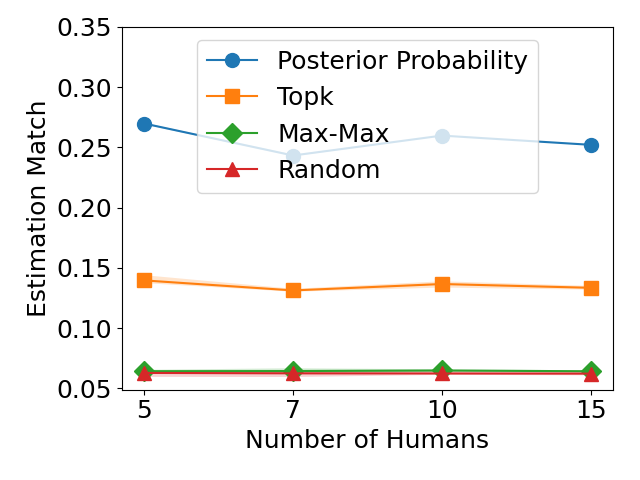 0.35
0.30
0.25
0.20
0.15
0.10
0.05
Estimation Match
Posterior Probability
Topk
Max-Max
Random
5 7 10 15
Number of Humans